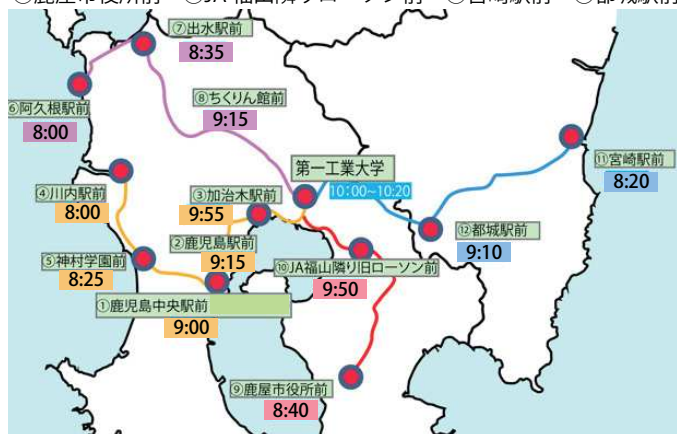 ⑦出水駅前
8:35
⑥阿久根駅前
8:00
⑧ちくりん館前
9:15
第一工業大学
10:00~10:20
⑪宮崎駅前
8:20
④川内駅前
8:00
③加治木駅前
9:55
②鹿児島駅前
9:15
⑫都城駅前
9:10
⑤神村学園前
8:25
⑩JA福山隣り旧ローソン前
9:50
①鹿児島中央駅前
9:00
⑨鹿屋市役所前
8:40